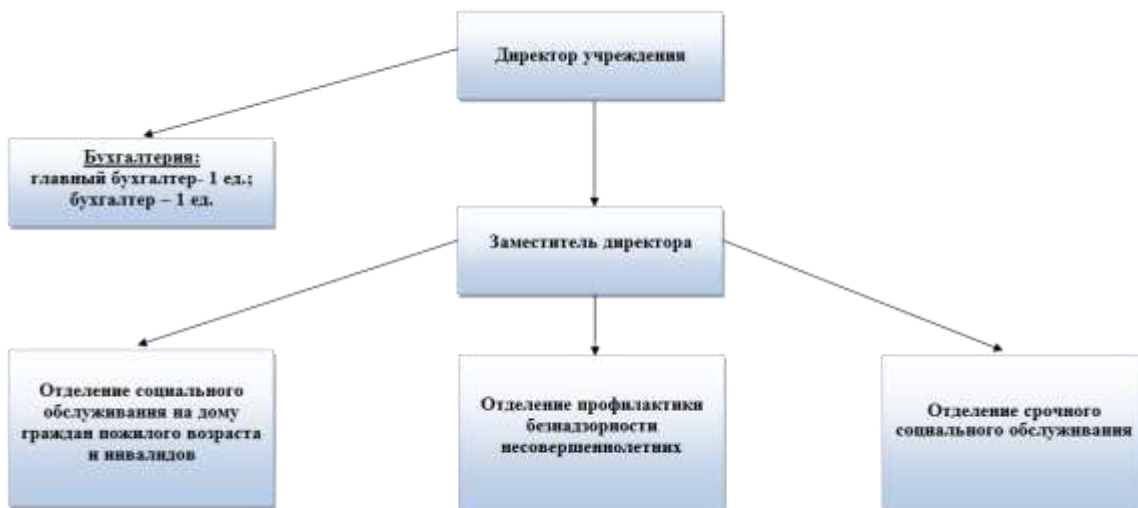 Директор учреждения
Бухгалтерия:
главный бухгалтер- 1 ед.;
бухгалтер – 1 ед.
Заместитель директора
Отделение социального
обслуживания на дому
граждан пожилого возраста
и инвалидов
Отделение профилактики
безнадзорности
несовершеннолетних
Отделение срочного
социального обслуживания